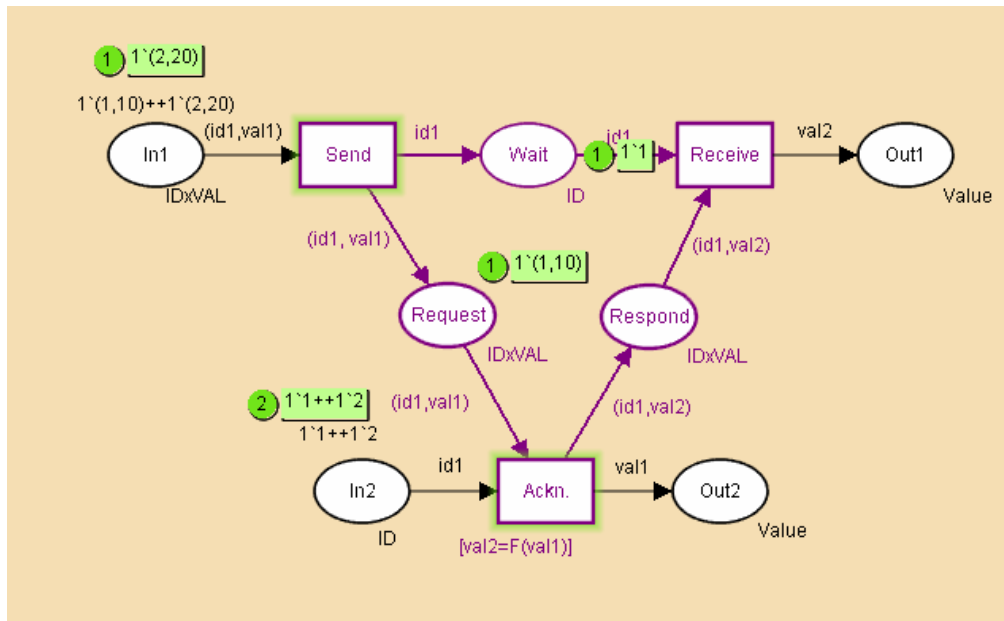 1 1`(2,20)
1`(1,10)++1`(2,20)
(id1,val1)
id1
id1
val2
1 1`1
In1
Send
Wait
Receive
Out1
IDxVAL
ID
Value
(id1, val1)
(id1,val2)
1 1`(1,10)
Request
Respond
IDxVAL
IDxVAL
2 1`1++1`2
(id1,val1)
(id1,val2)
1`1++1`2
id1
val1
In2
Ackn.
Out2
ID
[val2=F(val1)]
Value